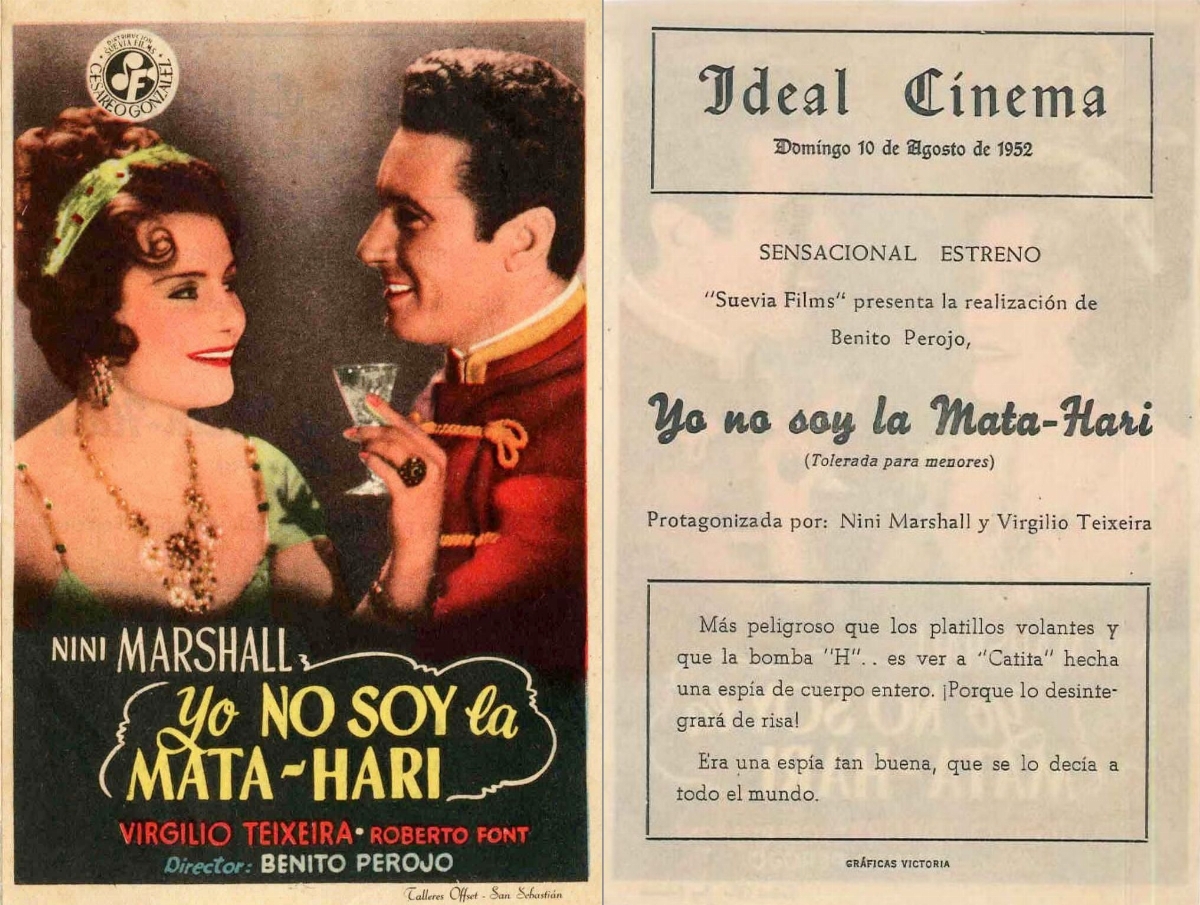 DISTRIBUCION
SUEVIA FILMS
CESAREO GONZALEZ
NINI MARSHALL
Yo NO SOY la
MATA-HARI
VIRGILIO TEIXEIRA • ROBERTO FONT
Director: BENITO PEROJO
Talleres Offset - San Sebastián
Ideal Cinema
Domingo 10 de Agosto de 1952
SENSACIONAL ESTRENO
"Suevia Films" presenta la realización de
Benito Perojo,
Yo no soy la Mata-Hari
(Tolerada para menores)
Protagonizada por: Nini Marshall y Virgilio Teixeira
Más peligroso que los platillos volantes y
que la bomba "H".. es ver a "Catita" hecha
una espía de cuerpo entero. ¡Porque lo desinte-
grará de risa!
Era una espía tan buena, que se lo decía a
todo el mundo.
GRÁFICAS VICTORIA